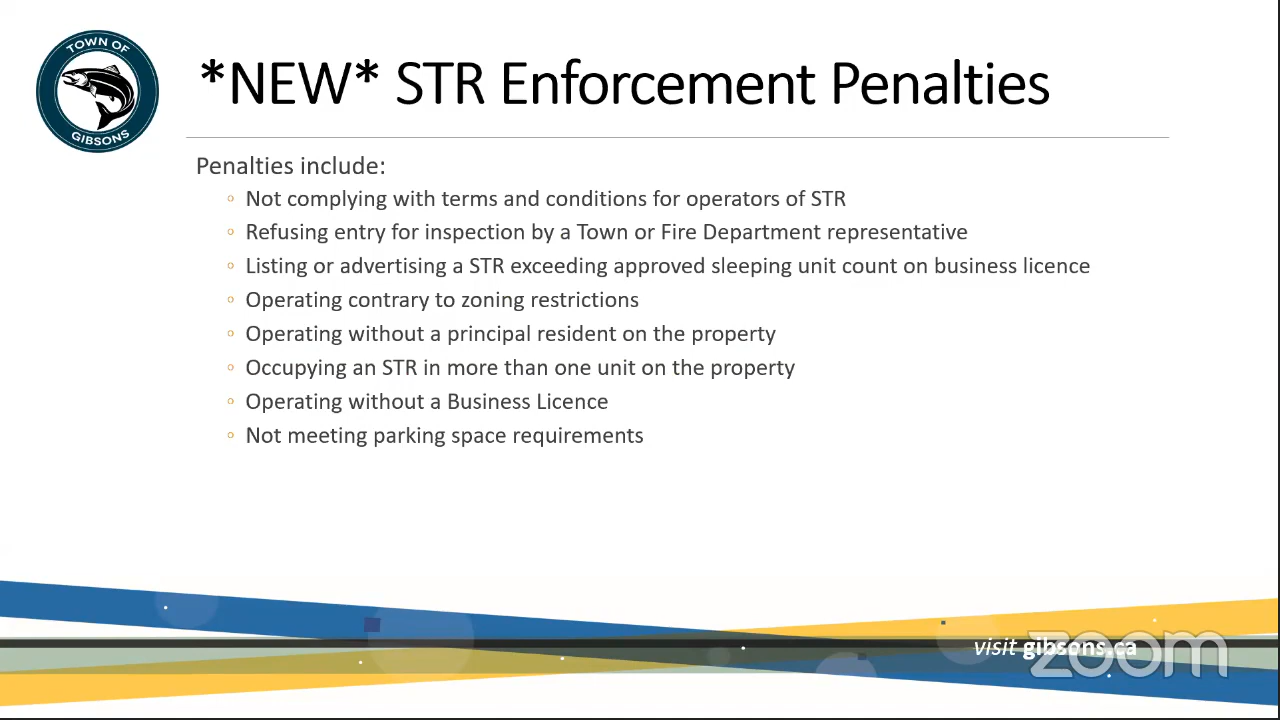 TOWN OF
GIBSONS
*NEW* STR Enforcement Penalties
Penalties include:
Not complying with terms and conditions for operators of STR
Refusing entry for inspection by a Town or Fire Department representative
Listing or advertising a STR exceeding approved sleeping unit count on business licence
Operating contrary to zoning restrictions
Operating without a principal resident on the property
Occupying an STR in more than one unit on the property
Operating without a Business Licence
Not meeting parking space requirements
visit gibsons.ca
zoom